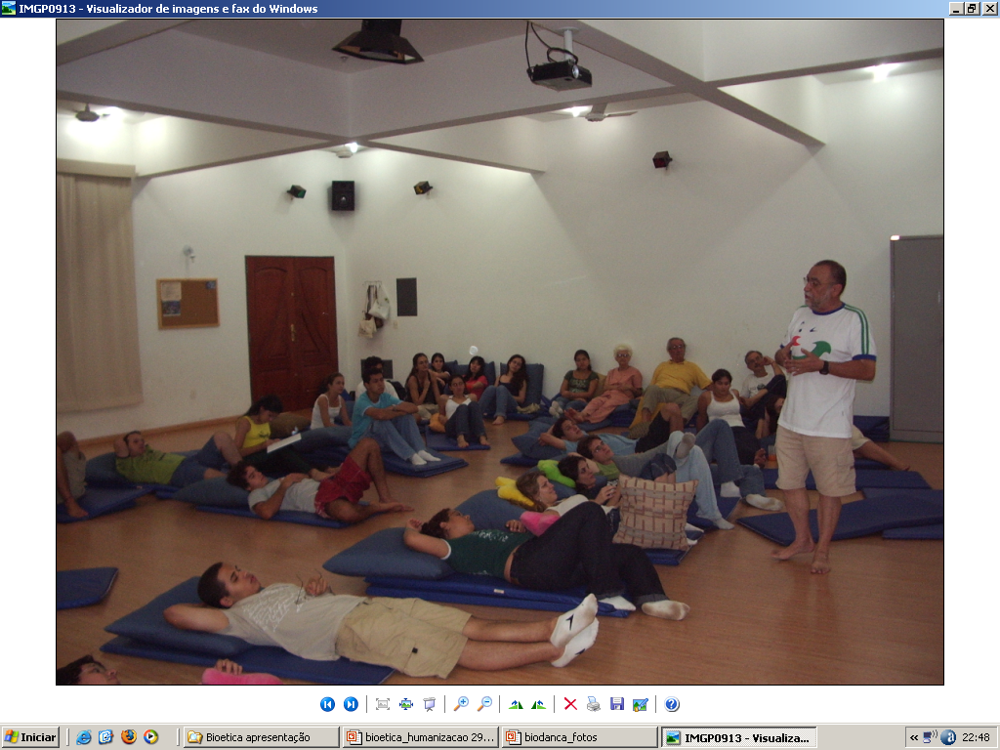 IMGP0913 - Visualizador de imagens e fax do Windows
Iniciar
Bioetica apresentação
bioetica_humanizacao 29...
biodanca_fotos
IMGP0913 - Visualiza...
22:48